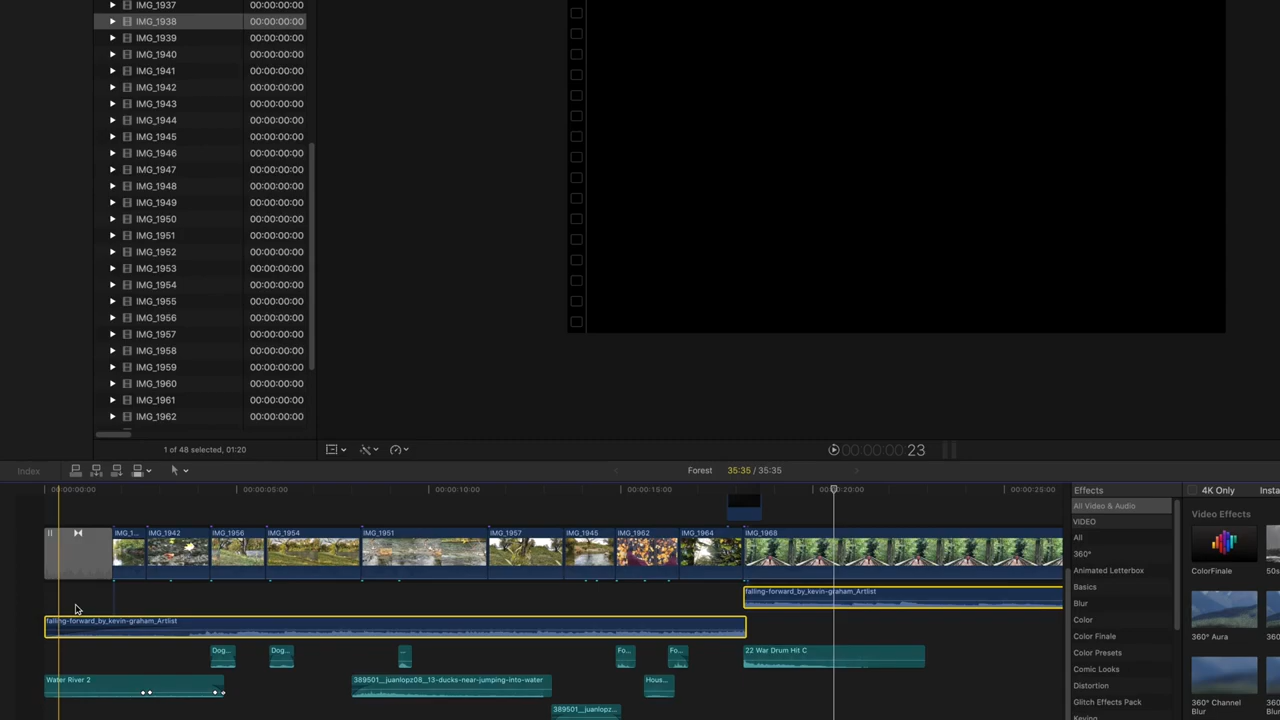 IMG_1937
IMG_1938 00:00:00:00
IMG_1939 00:00:00:00
IMG_1940 00:00:00:00
IMG_1941 00:00:00:00
IMG_1942 00:00:00:00
IMG_1943 00:00:00:00
IMG_1944 00:00:00:00
IMG_1945 00:00:00:00
IMG_1946 00:00:00:00
IMG_1947 00:00:00:00
IMG_1948 00:00:00:00
IMG_1949 00:00:00:00
IMG_1950 00:00:00:00
IMG_1951 00:00:00:00
IMG_1952 00:00:00:00
IMG_1953 00:00:00:00
IMG_1954 00:00:00:00
IMG_1955 00:00:00:00
IMG_1956 00:00:00:00
IMG_1957 00:00:00:00
IMG_1958 00:00:00:00
IMG_1959 00:00:00:00
IMG_1960 00:00:00:00
IMG_1961 00:00:00:00
IMG_1962 00:00:00:00
1 of 48 selected, 01:20
00:00:00:23
Index
Forest 35:35 / 35:35
00:00:00:00 00:00:05:00 00:00:10:00 00:00:15:00 00:00:20:00 00:00:25:00
IMG_1... IMG_1942 IMG_1956 IMG_1954 IMG_1951 IMG_1957 IMG_1945 IMG_1962 IMG_1964 IMG_1968
falling-forward_by_kevin-graham_Artlist
falling-forward_by_kevin-graham_Artlist
Dog... Dog... ... Fo... Fo... 22 War Drum Hit C
Water River 2 389501__juanlopz08__13-ducks-near-jumping-into-water Hous...
389501__juanlopz...
Effects
All Video & Audio
VIDEO
All
360°
Animated Letterbox
Basics
Blur
Color
Color Finale
Color Presets
Comic Looks
Distortion
Glitch Effects Pack
Keying
4K Only
Video Effects
ColorFinale
360° Aura
360° Channel
Blur